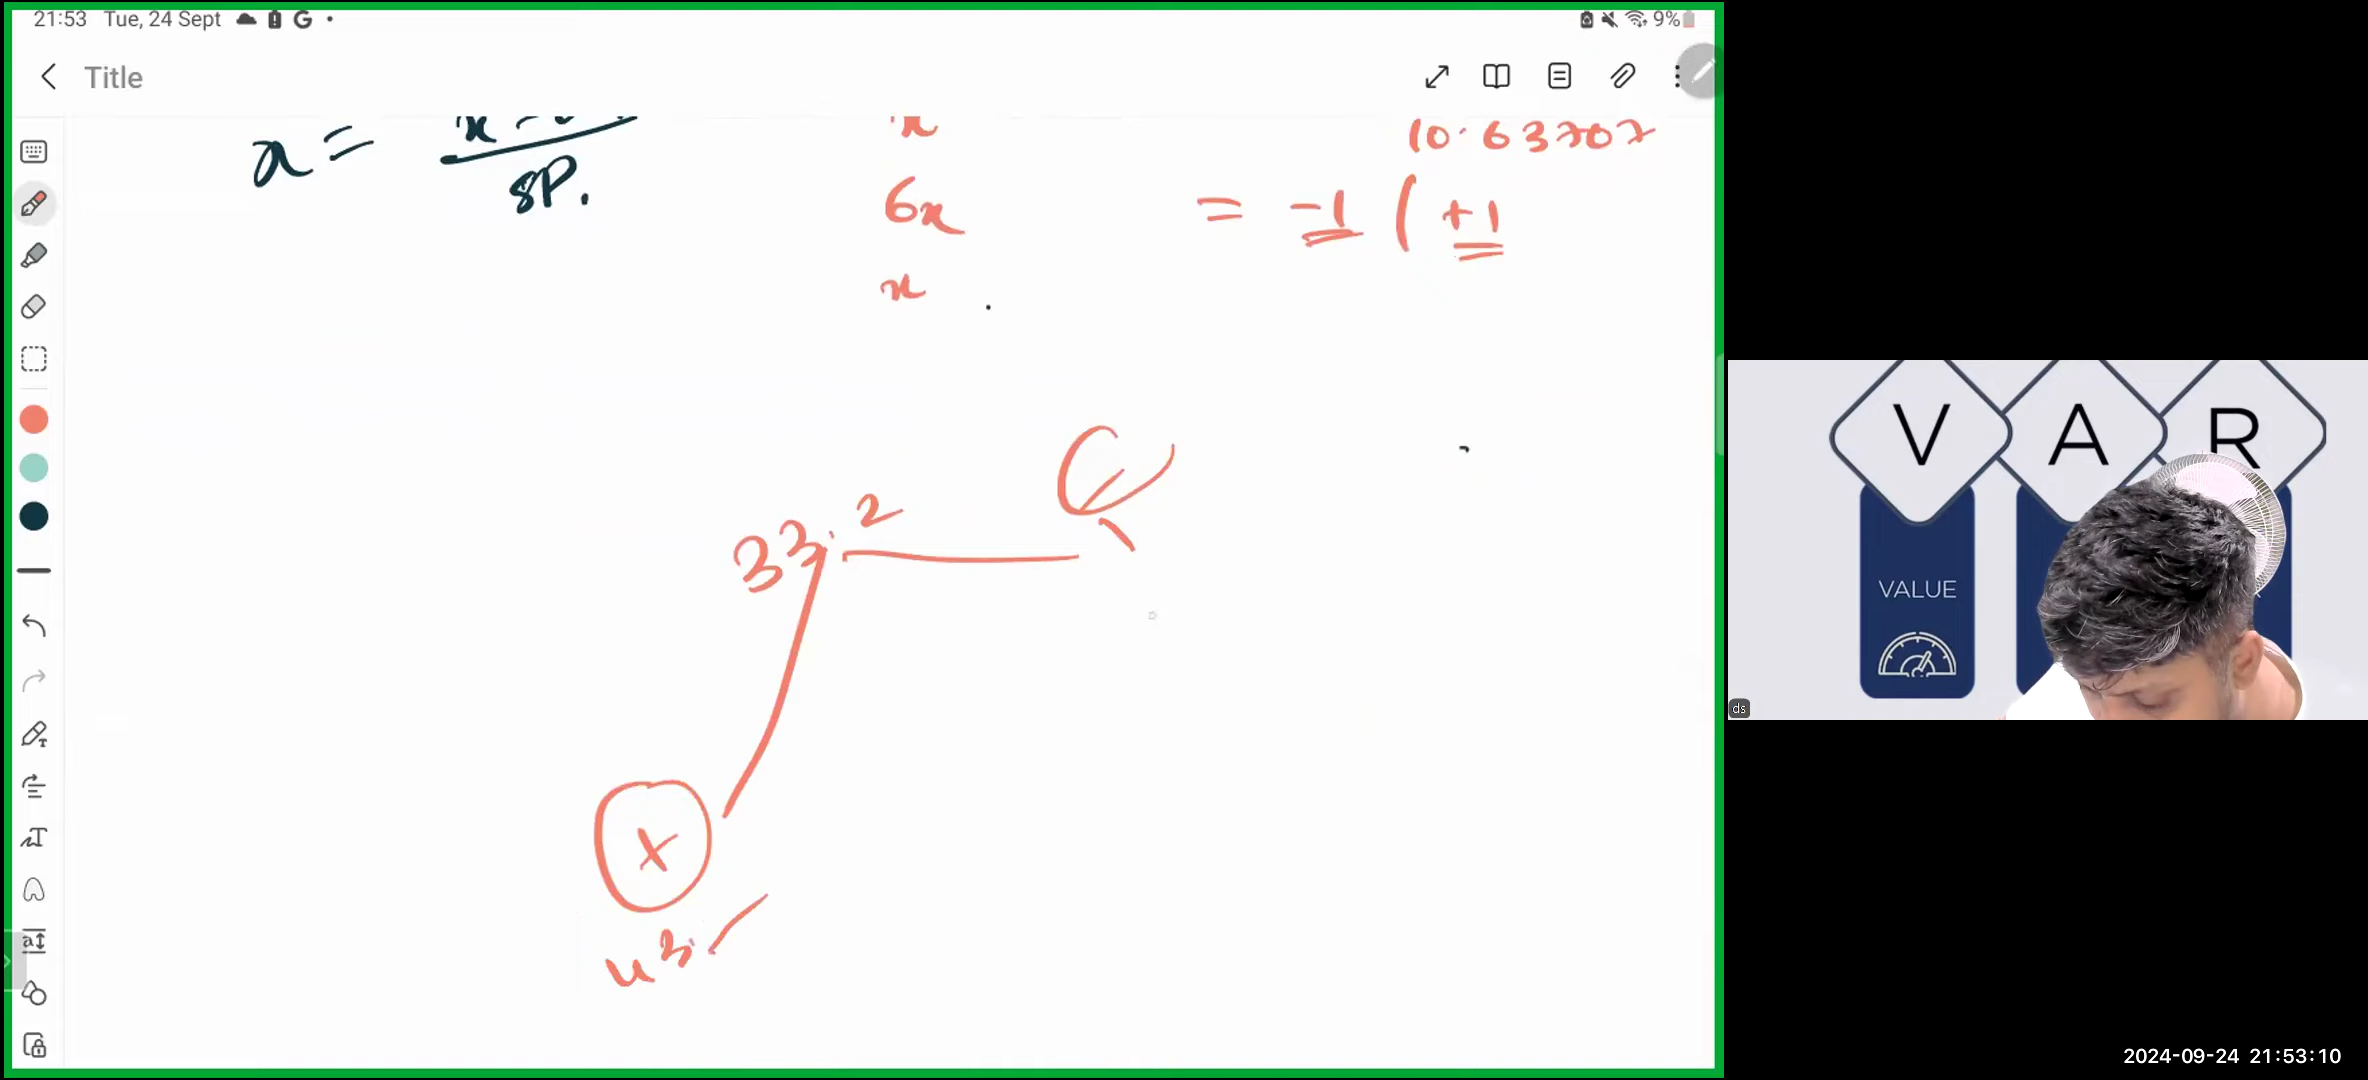 21:53 Tue, 24 Sept G 9%
Title
a = x -
SP.
x
6x
x
10.63707
= -1 ( +1
33.2
x
43.
V A R
VALUE
ds
2024-09-24 21:53:10